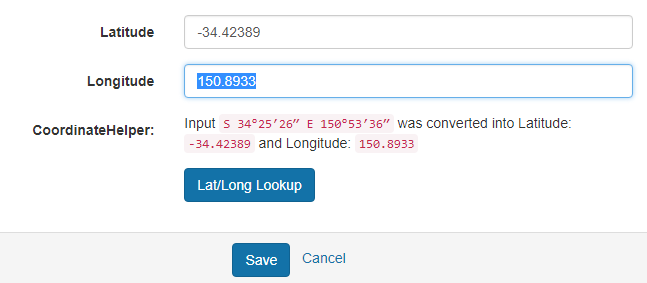 Latitude -34.42389
Longitude 150.8933
CoordinateHelper: Input S 34°25′26″ E 150°53′36″ was converted into Latitude:
-34.42389 and Longitude: 150.8933
Lat/Long Lookup
Save Cancel